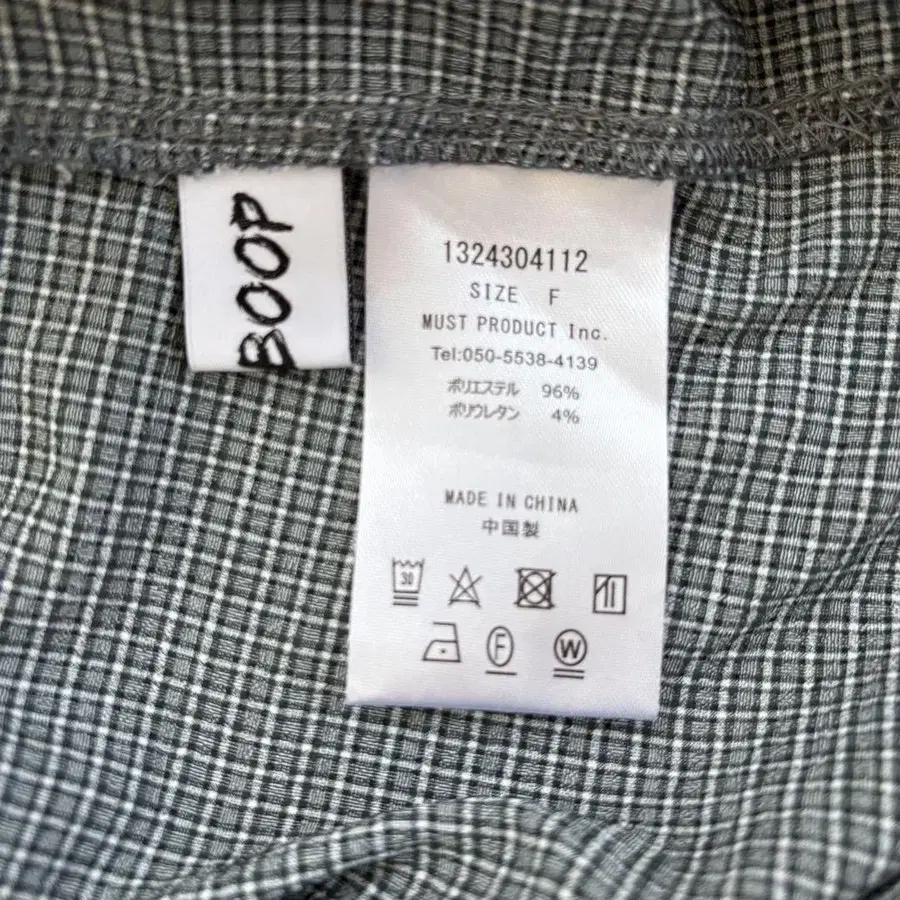 BOOP
1324304112
SIZE F
MUST PRODUCT Inc.
Tel:050-5538-4139
ポリエステル 96%
ポリウレタン 4%
MADE IN CHINA
中国製
30
F W